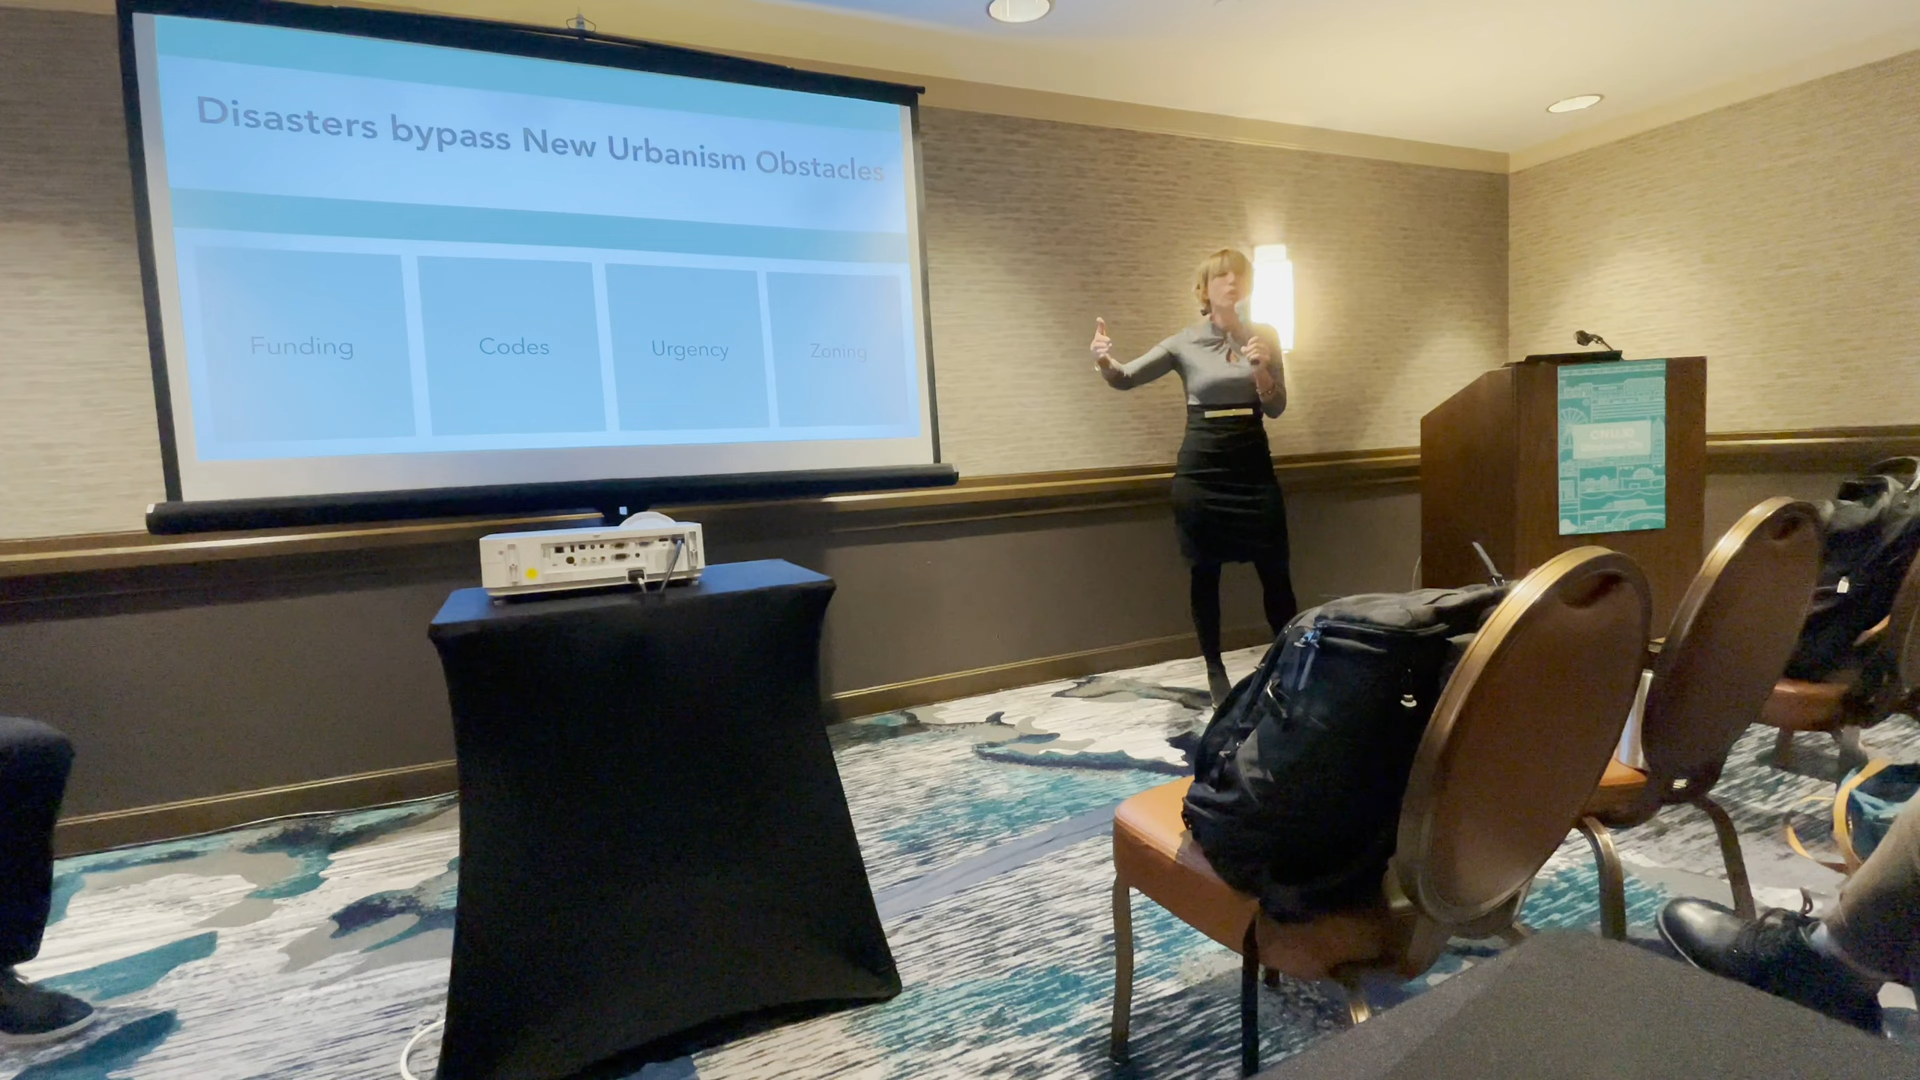 Disasters bypass New Urbanism Obstacles
Funding
Codes
Urgency
Zoning